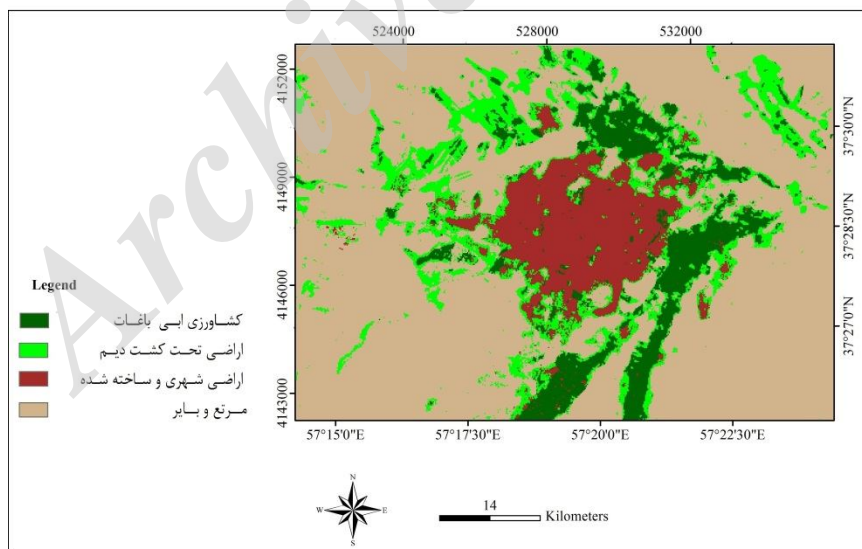 Archive
524000 528000 532000
4152000
4149000
4146000
4143000
37°30'0"N
37°28'30"N
37°27'0"N
57°15'0"E 57°17'30"E 57°20'0"E 57°22'30"E
Legend
کشاورزی ابی باغات
اراضی تحت کشت دیم
اراضی شهری و ساخته شده
مرتع و بایر
N
W E
S
14
Kilometers